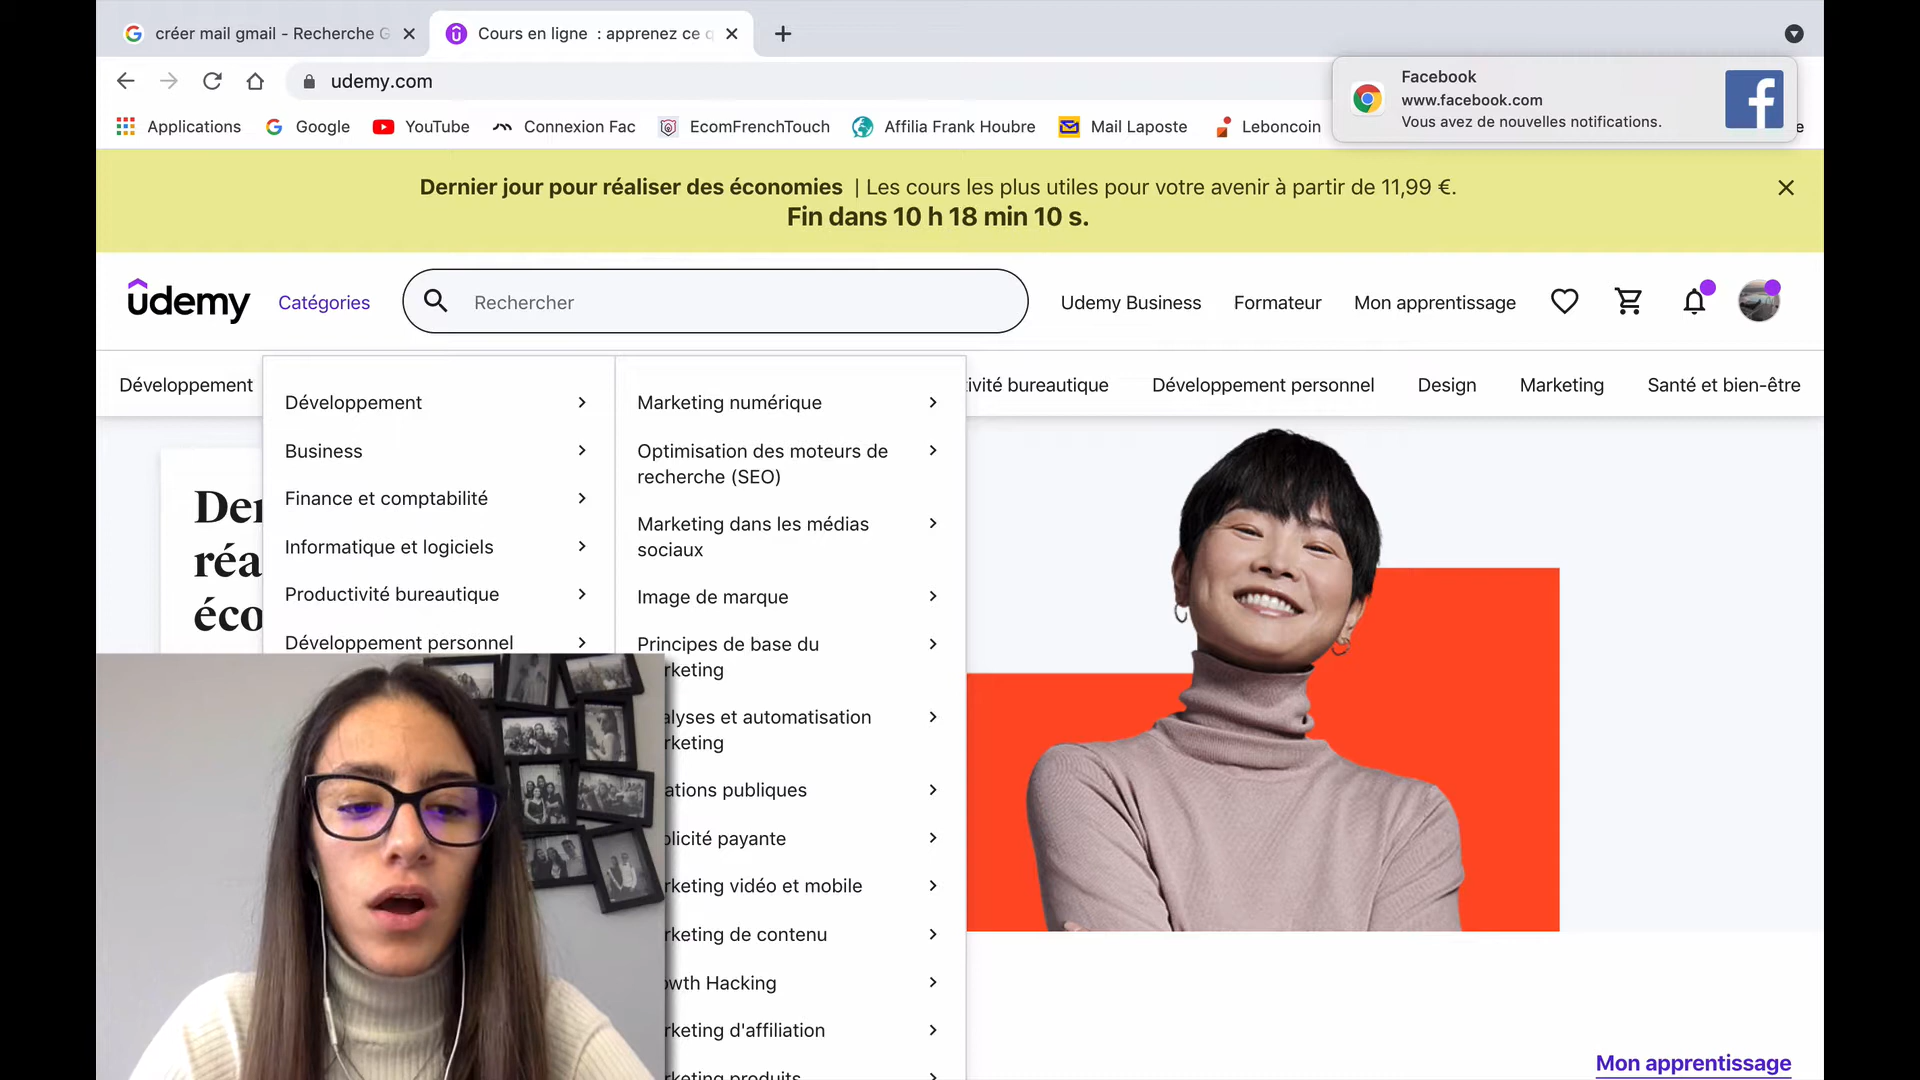 créer mail gmail - Recherche G
Cours en ligne : apprenez ce q
udemy.com
Facebook
www.facebook.com
Vous avez de nouvelles notifications.
Applications
Google
YouTube
Connexion Fac
EcomFrenchTouch
Affilia Frank Houbre
Mail Laposte
Leboncoin
e
Dernier jour pour réaliser des économies | Les cours les plus utiles pour votre avenir à partir de 11,99 €.
Fin dans 10 h 18 min 10 s.
udemy
Catégories
Rechercher
Udemy Business
Formateur
Mon apprentissage
Développement
ivité bureautique
Développement personnel
Design
Marketing
Santé et bien-être
Der
réa
éco
Développement
Business
Finance et comptabilité
Informatique et logiciels
Productivité bureautique
Développement personnel
Marketing numérique
Optimisation des moteurs de
recherche (SEO)
Marketing dans les médias
sociaux
Image de marque
Principes de base du
rketing
alyses et automatisation
rketing
ations publiques
licité payante
rketing vidéo et mobile
rketing de contenu
owth Hacking
rketing d'affiliation
rketing produits
Mon apprentissage